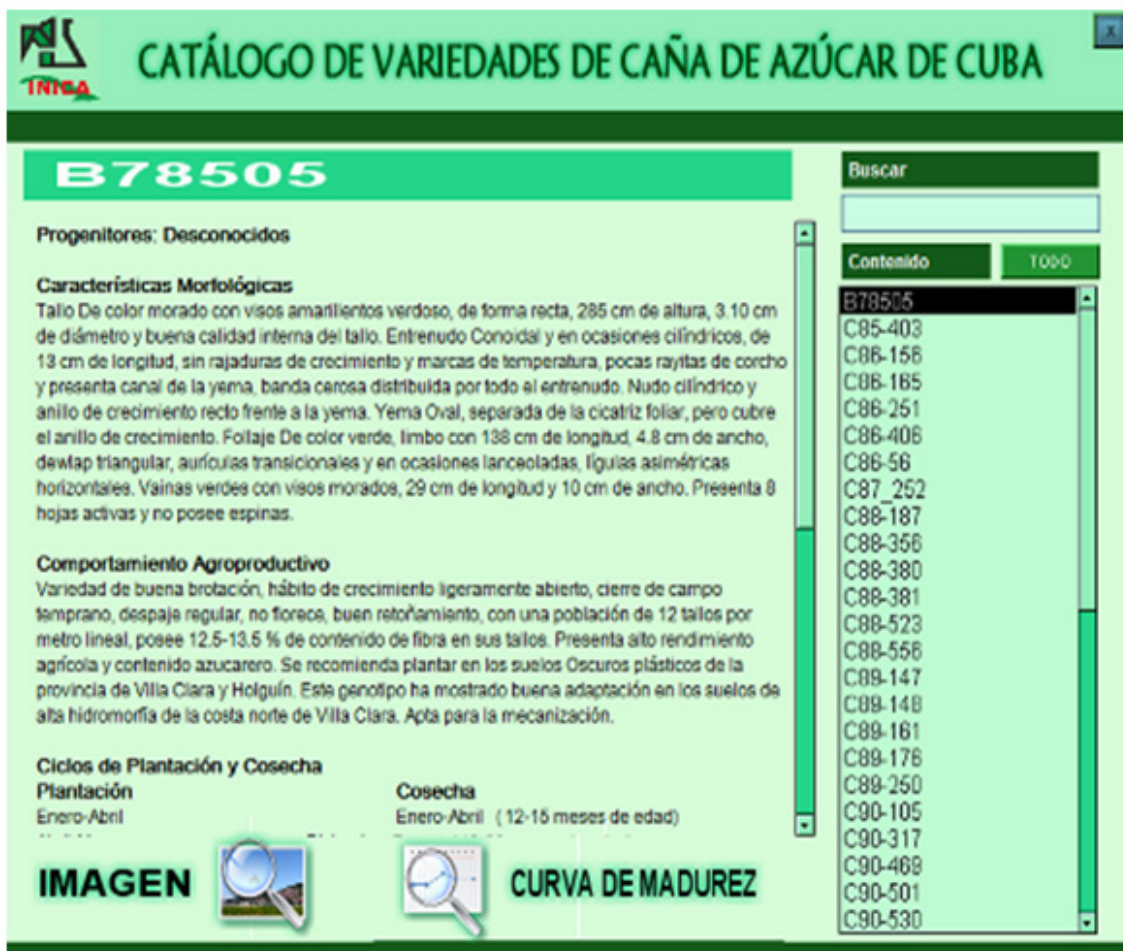 INICA
CATÁLOGO DE VARIEDADES DE CAÑA DE AZÚCAR DE CUBA
X
B78505
Progenitores: Desconocidos
Características Morfológicas
Tallo De color morado con visos amarillentos verdoso, de forma recta, 285 cm de altura, 3.10 cm
de diámetro y buena calidad interna del tallo. Entrenudo Conoidal y en ocasiones cilíndricos, de
13 cm de longitud, sin rajaduras de crecimiento y marcas de temperatura, pocas rayitas de corcho
y presenta canal de la yema, banda cerosa distribuida por todo el entrenudo. Nudo cilíndrico y
anillo de crecimiento recto frente a la yema. Yema Oval, separada de la cicatriz foliar, pero cubre
el anillo de crecimiento. Follaje De color verde, limbo con 138 cm de longitud, 4.8 cm de ancho,
dewlap triangular, aurículas transicionales y en ocasiones lanceoladas, lígulas asimétricas
horizontales. Vainas verdes con visos morados, 29 cm de longitud y 10 cm de ancho. Presenta 8
hojas activas y no posee espinas.
Comportamiento Agroproductivo
Variedad de buena brotación, hábito de crecimiento ligeramente abierto, cierre de campo
temprano, despaje regular, no florece, buen retoñamiento, con una población de 12 tallos por
metro lineal, posee 12.5-13.5 % de contenido de fibra en sus tallos. Presenta alto rendimiento
agrícola y contenido azucarero. Se recomienda plantar en los suelos Oscuros plásticos de la
provincia de Villa Clara y Holguín. Este genotipo ha mostrado buena adaptación en los suelos de
alta hidromorfía de la costa norte de Villa Clara. Apta para la mecanización.
Ciclos de Plantación y Cosecha
Plantación Cosecha
Enero-Abril Enero-Abril (12-15 meses de edad)
IMAGEN
CURVA DE MADUREZ
Buscar
Contenido
TODO
B78505
C85-403
C86-156
C86-165
C86-251
C86-406
C86-56
C87_252
C88-187
C88-356
C88-380
C88-381
C88-523
C88-556
C89-147
C89-148
C89-161
C89-176
C89-250
C90-105
C90-317
C90-469
C90-501
C90-530